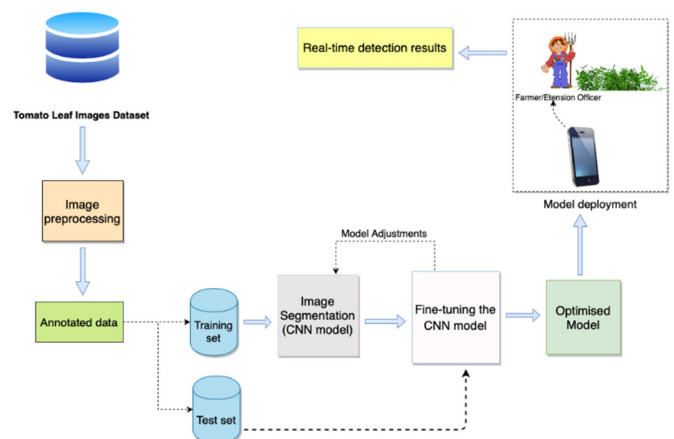 Tomato Leaf Images Dataset
Image
preprocessing
Annotated data
Training
set
Test set
Image
Segmentation
(CNN model)
Model Adjustments
Fine-tuning the
CNN model
Optimised
Model
Model deployment
Farmer/Etension Officer
Real-time detection results